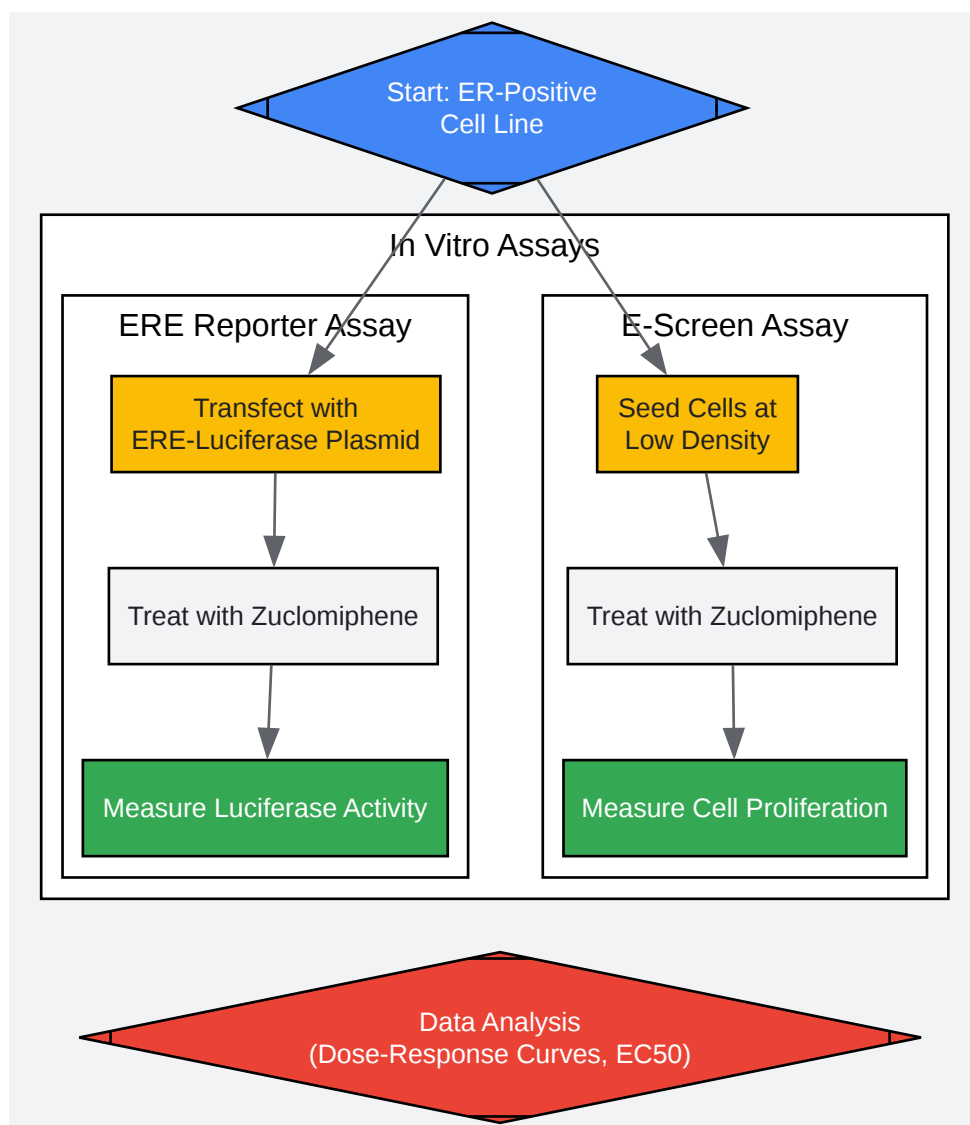 Start: ER-Positive
Cell Line
In Vitro Assays
ERE Reporter Assay
Transfect with
ERE-Luciferase Plasmid
Treat with Zuclomiphene
Measure Luciferase Activity
E-Screen Assay
Seed Cells at
Low Density
Treat with Zuclomiphene
Measure Cell Proliferation
Data Analysis
(Dose-Response Curves, EC50)